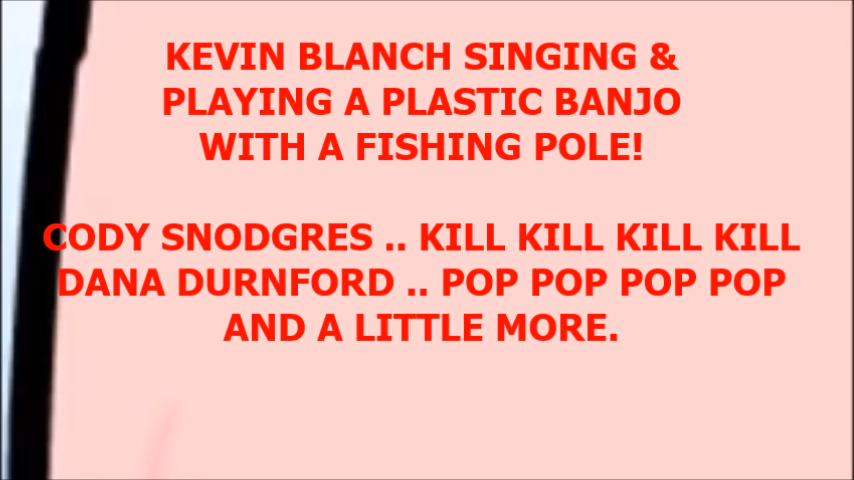 KEVIN BLANCH SINGING &
PLAYING A PLASTIC BANJO
WITH A FISHING POLE!
CODY SNODGRES .. KILL KILL KILL KILL
DANA DURNFORD .. POP POP POP POP
AND A LITTLE MORE.